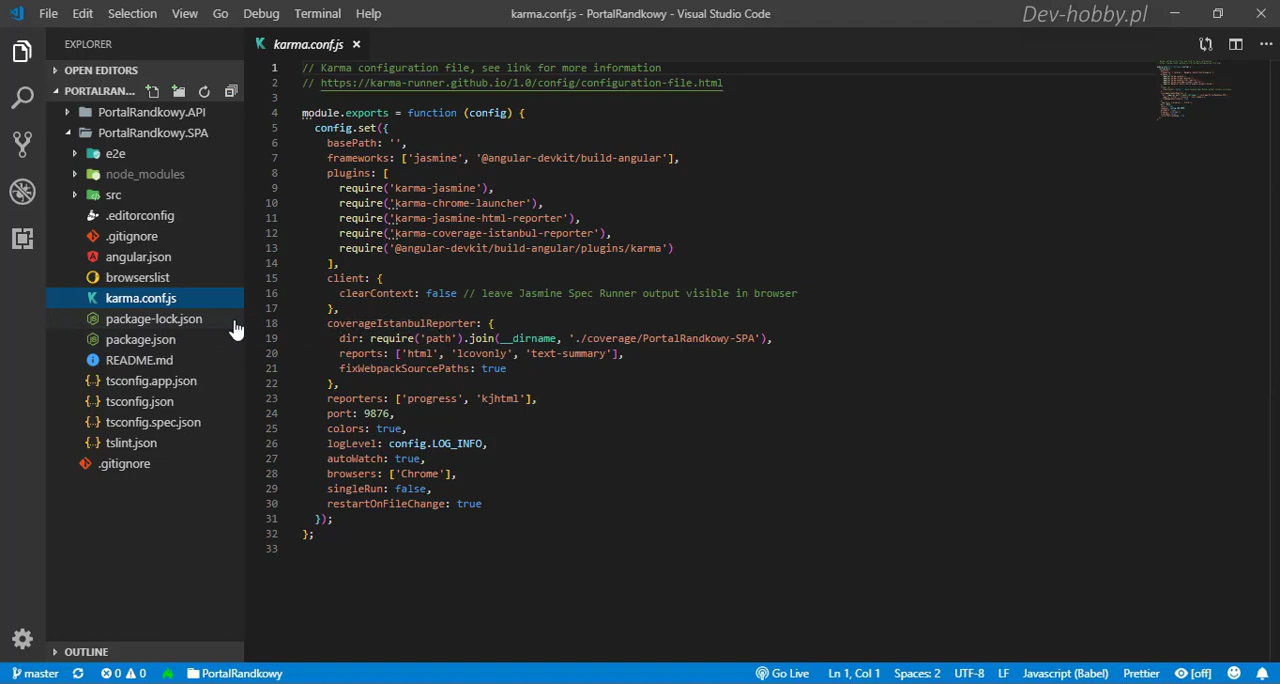 File Edit Selection View Go Debug Terminal Help karma.conf.js - PortalRandkowy - Visual Studio Code Dev-hobby.pl
EXPLORER
OPEN EDITORS
PORTALRAN...
PortalRandkowy.API
PortalRandkowy.SPA
e2e
node_modules
src
.editorconfig
.gitignore
angular.json
browserslist
karma.conf.js
package-lock.json
package.json
README.md
tsconfig.app.json
tsconfig.json
tsconfig.spec.json
tslint.json
.gitignore
OUTLINE
karma.conf.js
1 // Karma configuration file, see link for more information
2 // https://karma-runner.github.io/1.0/config/configuration-file.html
3
4 module.exports = function (config) {
5 config.set({
6 basePath: '',
7 frameworks: ['jasmine', '@angular-devkit/build-angular'],
8 plugins: [
9 require('karma-jasmine'),
10 require('karma-chrome-launcher'),
11 require('karma-jasmine-html-reporter'),
12 require('karma-coverage-istanbul-reporter'),
13 require('@angular-devkit/build-angular/plugins/karma')
14 ],
15 client: {
16 clearContext: false // leave Jasmine Spec Runner output visible in browser
17 },
18 coverageIstanbulReporter: {
19 dir: require('path').join(__dirname, './coverage/PortalRandkowy-SPA'),
20 reports: ['html', 'lcovonly', 'text-summary'],
21 fixWebpackSourcePaths: true
22 },
23 reporters: ['progress', 'kjhtml'],
24 port: 9876,
25 colors: true,
26 logLevel: config.LOG_INFO,
27 autoWatch: true,
28 browsers: ['Chrome'],
29 singleRun: false,
30 restartOnFileChange: true
31 });
32 };
33
master 0 0 PortalRandkowy Go Live Ln 1, Col 1 Spaces: 2 UTF-8 LF Javascript (Babel) Prettier [off]